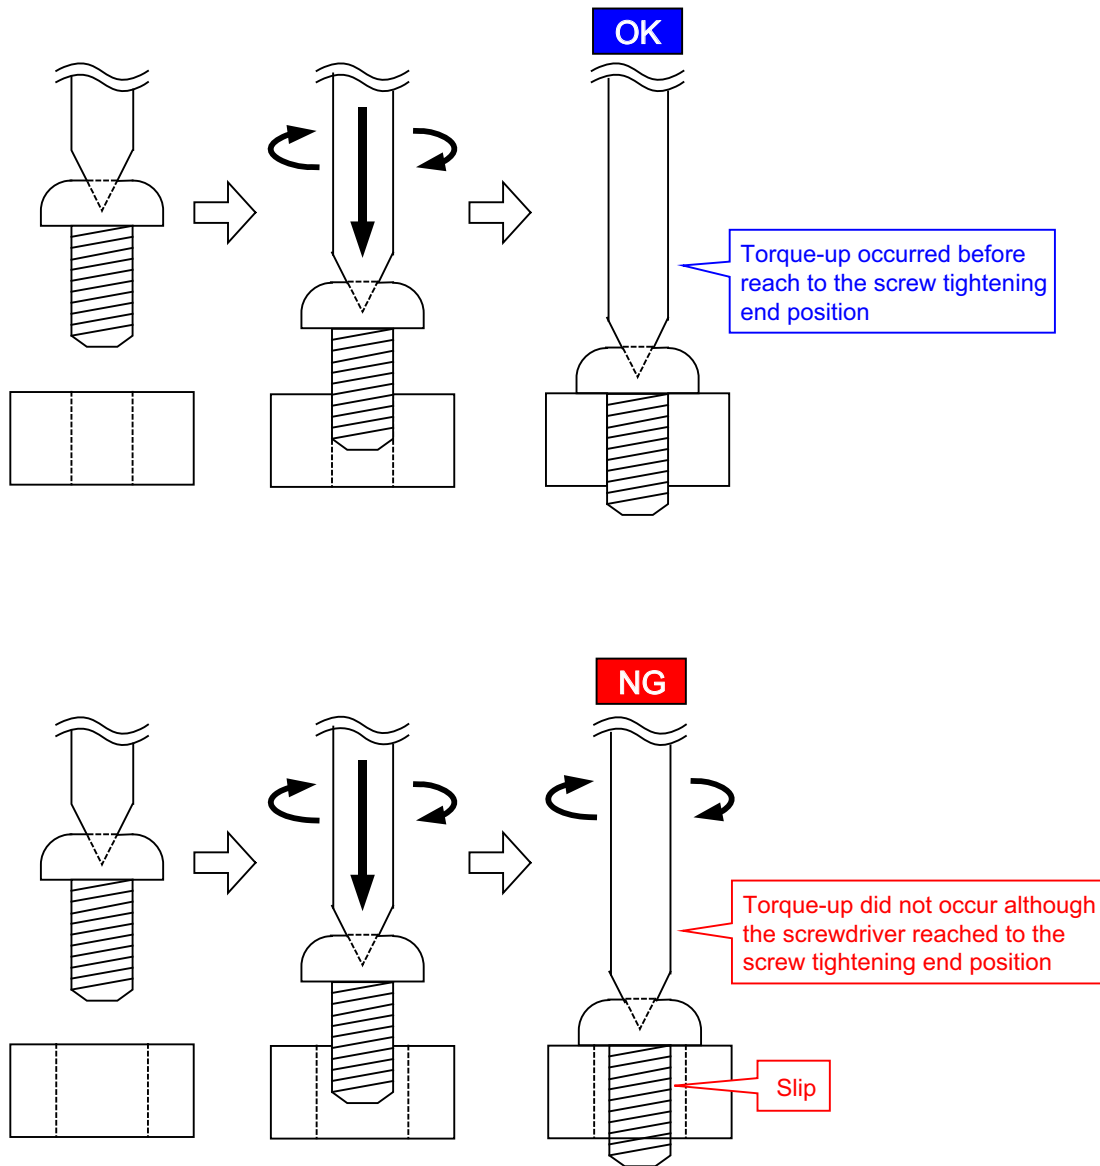 OK
Torque-up occurred before
reach to the screw tightening
end position
NG
Torque-up did not occur although
the screwdriver reached to the
screw tightening end position
Slip